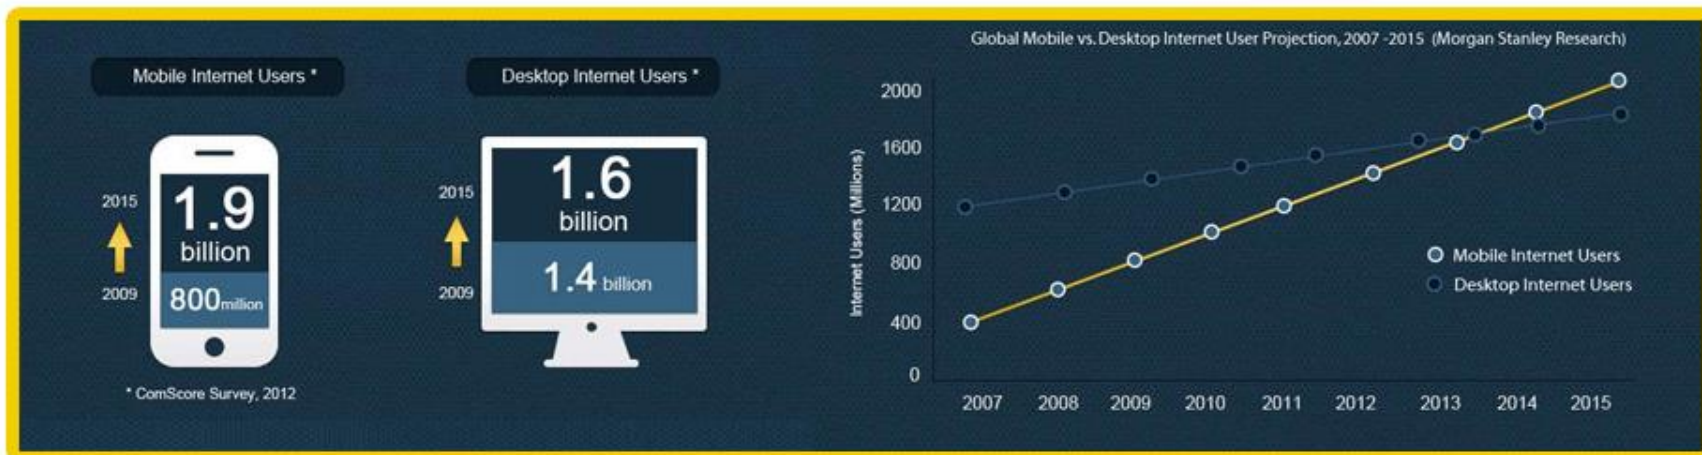 Mobile Internet Users *
2015
1.9
billion
2009
800 million
* ComScore Survey, 2012
Desktop Internet Users *
2015
1.6
billion
2009
1.4 billion
Global Mobile vs. Desktop Internet User Projection, 2007 -2015 (Morgan Stanley Research)
Internet Users (Millions)
2000
1600
1200
800
400
0
2007 2008 2009 2010 2011 2012 2013 2014 2015
Mobile Internet Users
Desktop Internet Users